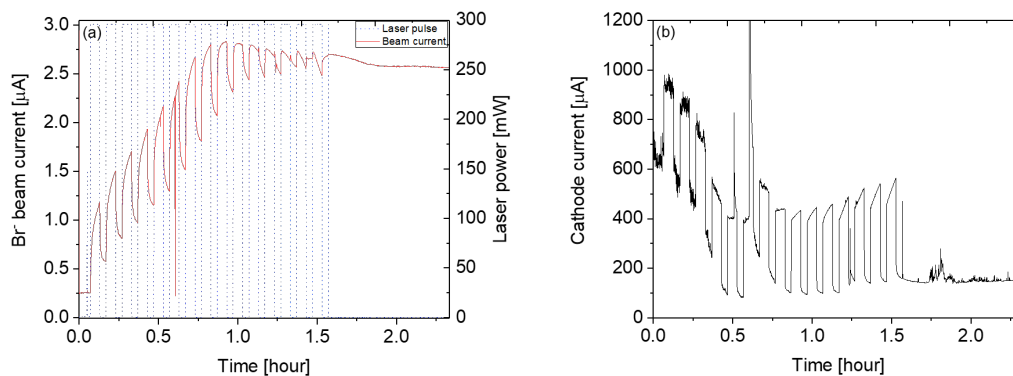 (a)
Laser pulse
Beam current
3.0
2.5
2.0
1.5
1.0
0.5
0.0
Br⁻ beam current [μA]
300
250
200
150
100
50
0
Laser power [mW]
0.0 0.5 1.0 1.5 2.0
Time [hour]
(b)
1200
1000
800
600
400
200
0
Cathode current [μA]
0.0 0.5 1.0 1.5 2.0
Time [hour]